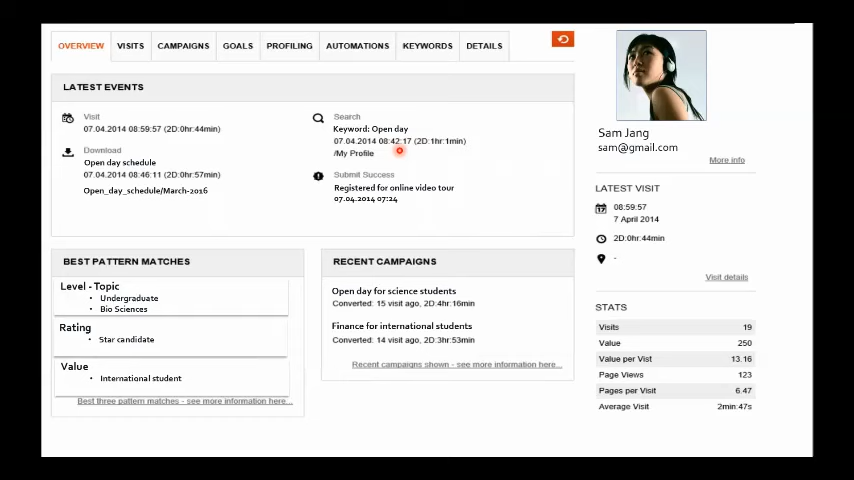 OVERVIEW VISITS CAMPAIGNS GOALS PROFILING AUTOMATIONS KEYWORDS DETAILS
LATEST EVENTS
Visit
07.04.2014 08:59:57 (2D:0hr:44min)
Download
Open day schedule
07.04.2014 08:46:11 (2D:0hr:57min)
Open_day_schedule/March-2016
Search
Keyword: Open day
07.04.2014 08:42:17 (2D:1hr:1min)
/My Profile
Submit Success
Registered for online video tour
07.04.2014 07:24
BEST PATTERN MATCHES
Level - Topic
• Undergraduate
• Bio Sciences
Rating
• Star candidate
Value
• International student
Best three pattern matches - see more information here...
RECENT CAMPAIGNS
Open day for science students
Converted: 15 visit ago, 2D:4hr:16min
Finance for international students
Converted: 14 visit ago, 2D:3hr:53min
Recent campaigns shown - see more information here...
Sam Jang
sam@gmail.com
More info
LATEST VISIT
17
08:59:57
7 April 2014
2D:0hr:44min
-
Visit details
STATS
Visits 19
Value 250
Value per Vist 13.16
Page Views 123
Pages per Visit 6.47
Average Visit 2min:47s